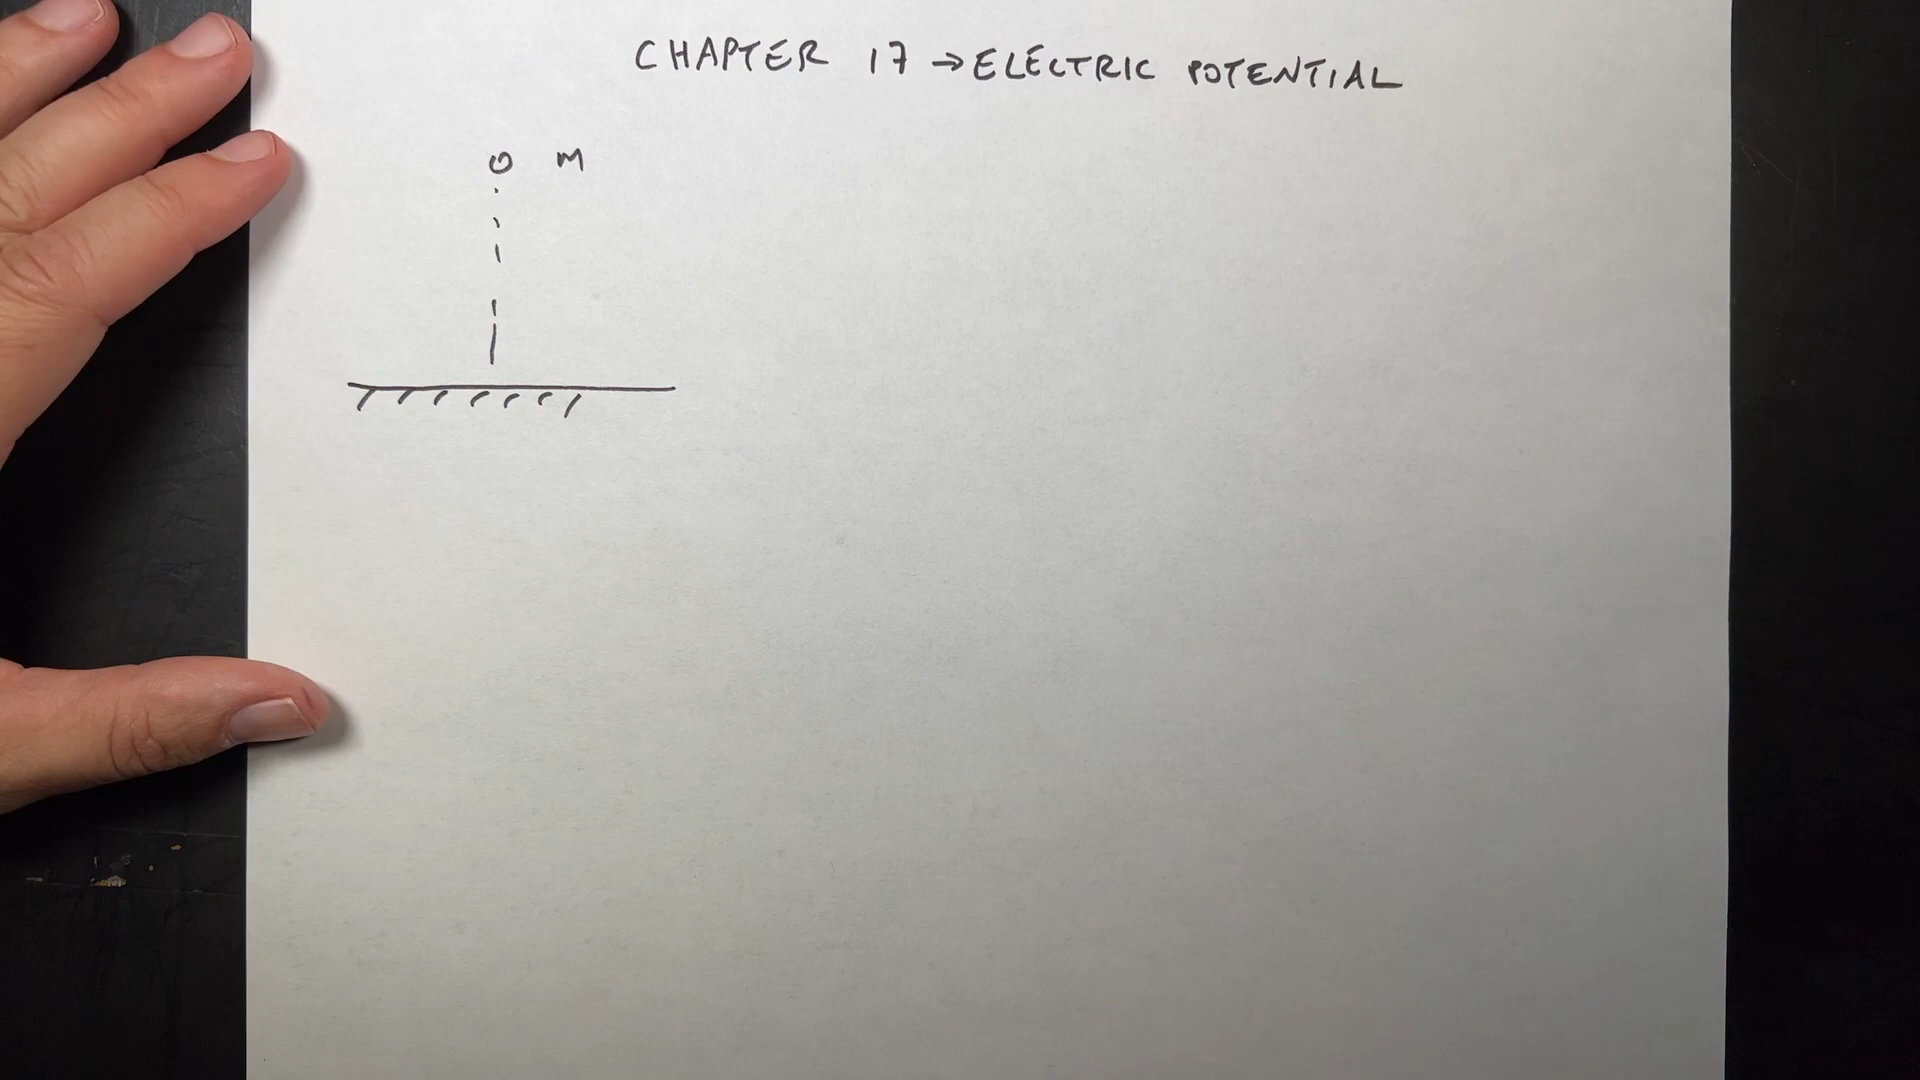 CHAPTER 17 → ELECTRIC POTENTIAL
m